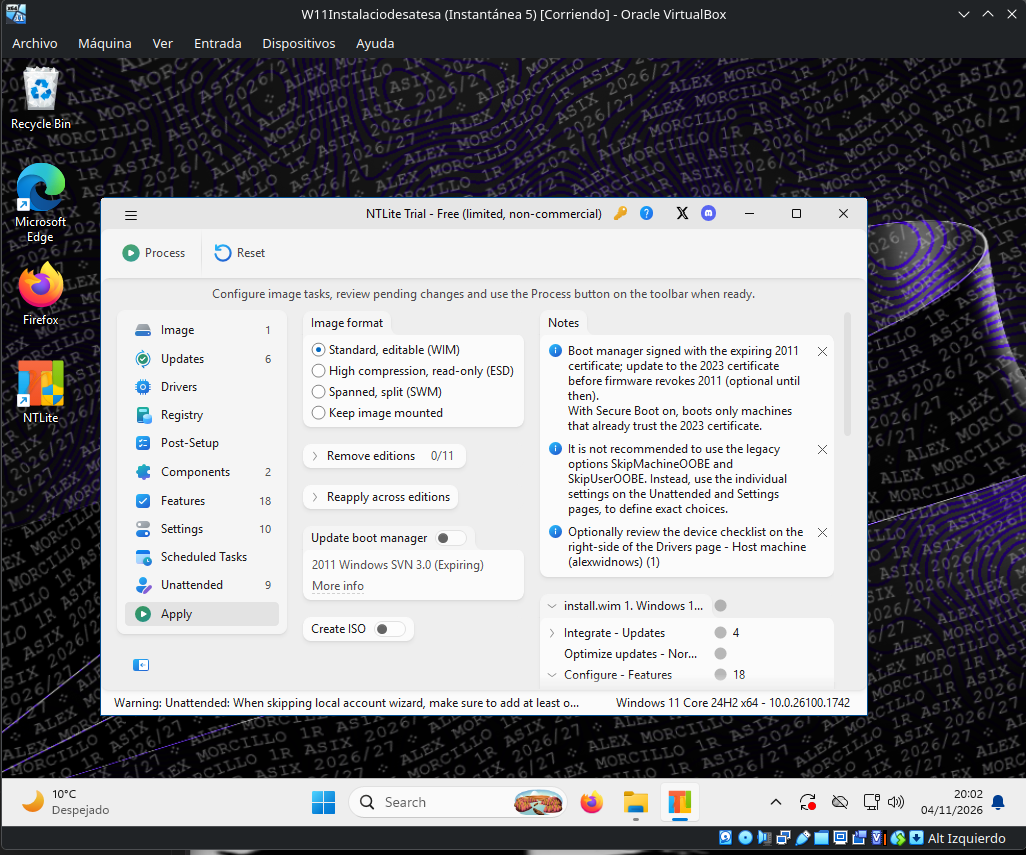 W11Instalaciodesatesa (Instantánea 5) [Corriendo] - Oracle VirtualBox
Archivo Máquina Ver Entrada Dispositivos Ayuda
ALEX MORCILLO 1R ASIX 2026/27
Recycle Bin
Microsoft
Edge
Firefox
NTLite
NTLite Trial - Free (limited, non-commercial)
Process Reset
Configure image tasks, review pending changes and use the Process button on the toolbar when ready.
Image 1
Updates 6
Drivers
Registry
Post-Setup
Components 2
Features 18
Settings 10
Scheduled Tasks
Unattended 9
Apply
Image format
Standard, editable (WIM)
High compression, read-only (ESD)
Spanned, split (SWM)
Keep image mounted
Remove editions 0/11
Reapply across editions
Update boot manager
2011 Windows SVN 3.0 (Expiring)
More info
Create ISO
Notes
Boot manager signed with the expiring 2011
certificate; update to the 2023 certificate
before firmware revokes 2011 (optional until
then).
With Secure Boot on, boots only machines
that already trust the 2023 certificate.
It is not recommended to use the legacy
options SkipMachineOOBE and
SkipUserOOBE. Instead, use the individual
settings on the Unattended and Settings
pages, to define exact choices.
Optionally review the device checklist on the
right-side of the Drivers page - Host machine
(alexwidnows) (1)
install.wim 1. Windows 1...
Integrate - Updates 4
Optimize updates - Nor...
Configure - Features 18
Warning: Unattended: When skipping local account wizard, make sure to add at least o... Windows 11 Core 24H2 x64 - 10.0.26100.1742
10°C
Despejado
Search
20:02
04/11/2026
Alt Izquierdo